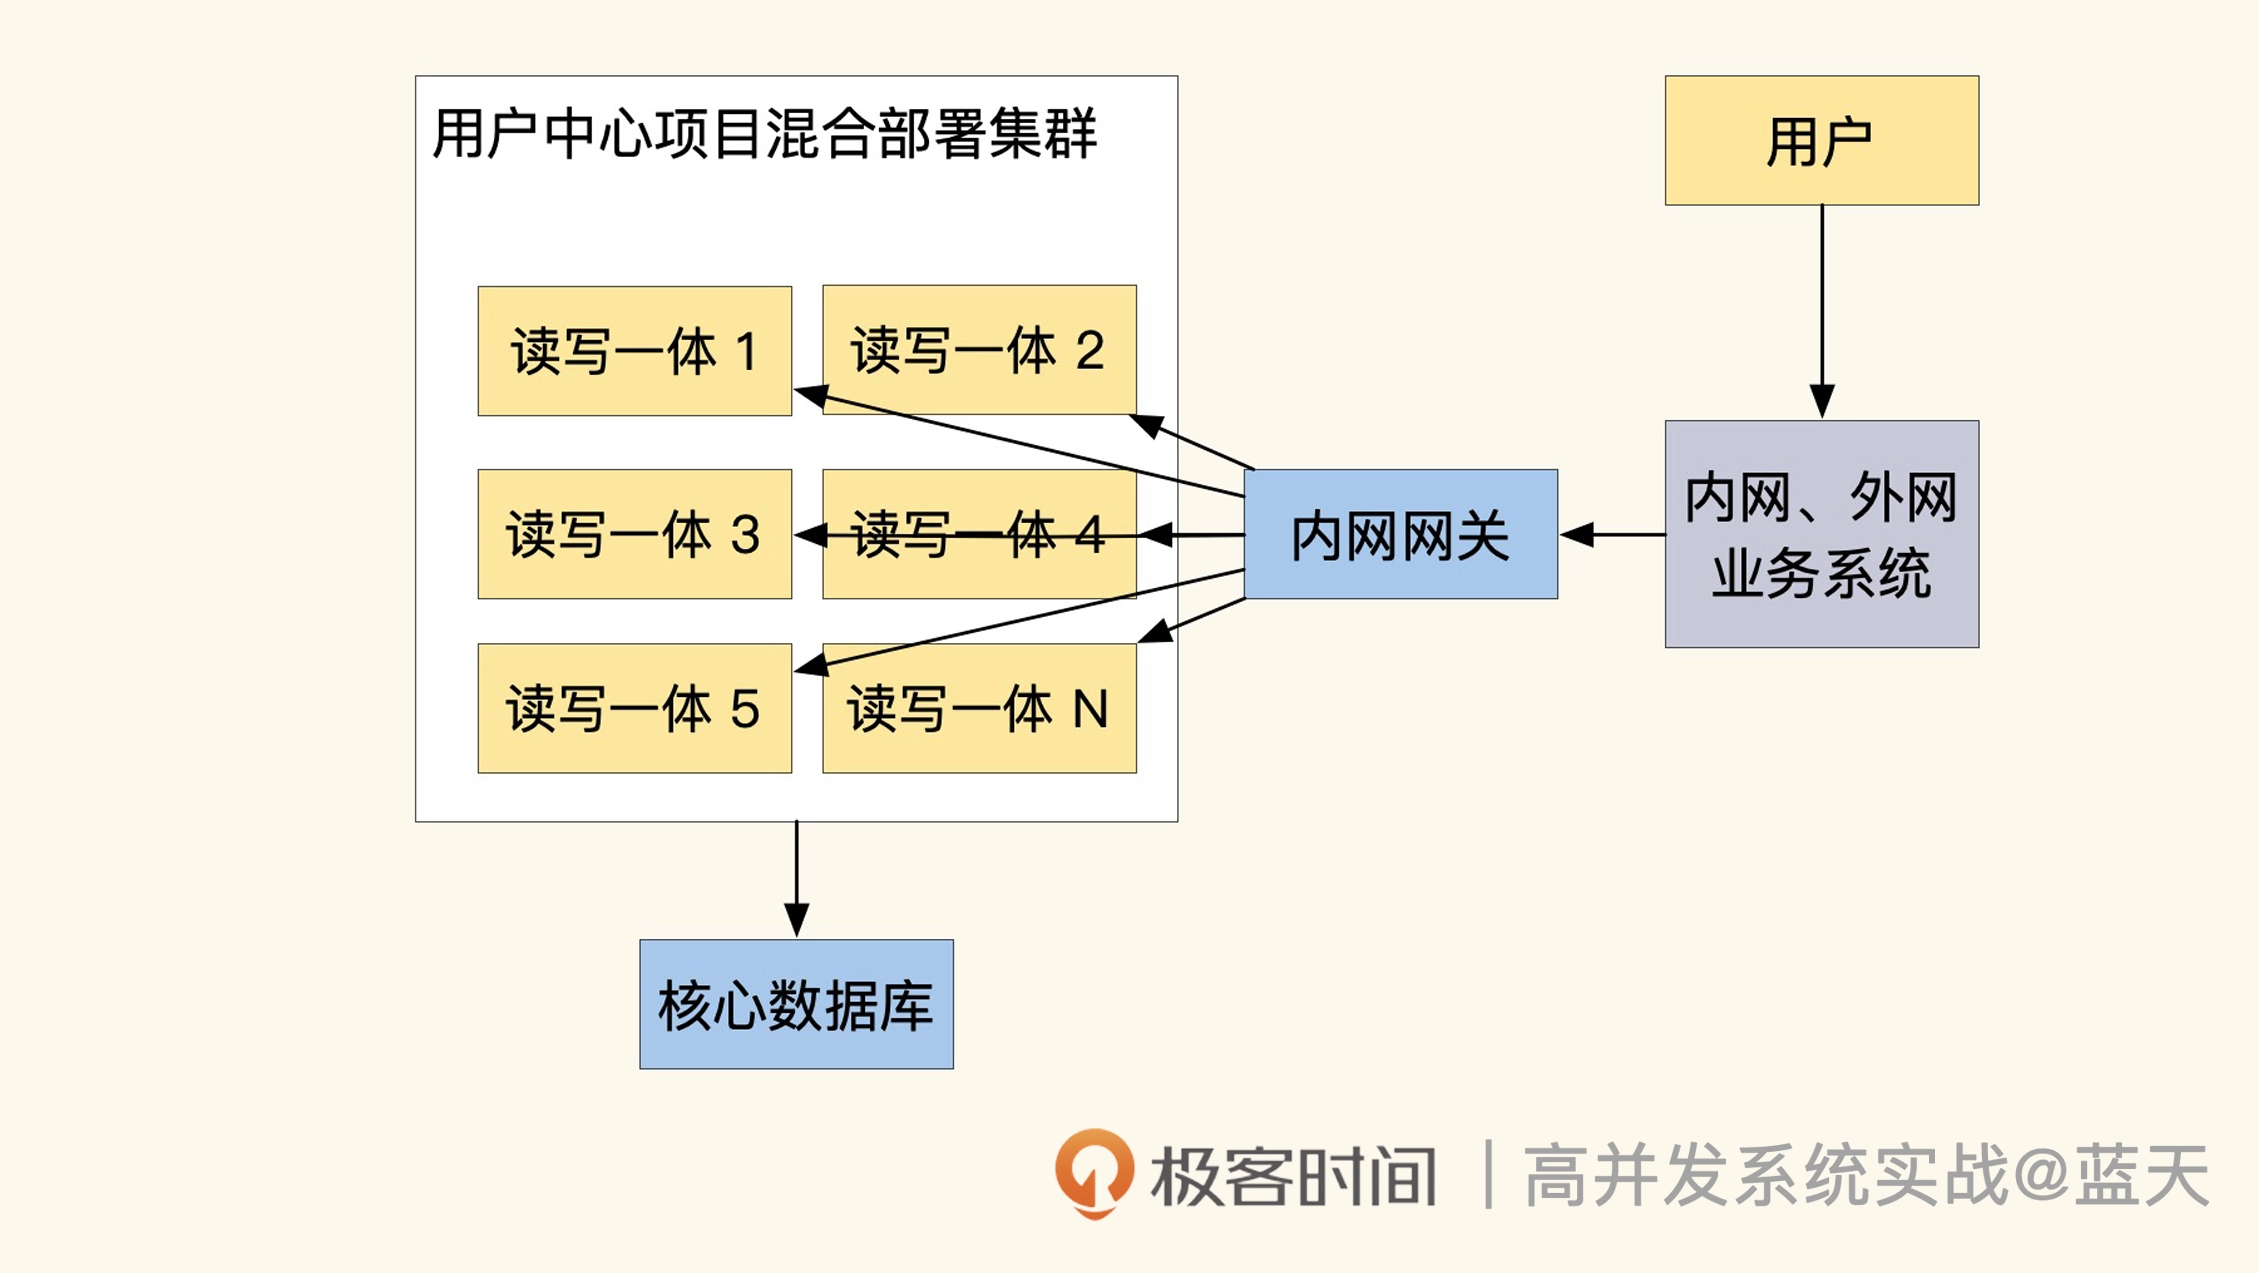 用户中心项目混合部署集群
用户
读写一体 1
读写一体 2
内网、外网
业务系统
读写一体 3
读写一体 4
内网网关
读写一体 5
读写一体 N
核心数据库
极客时间 | 高并发系统实战@蓝天